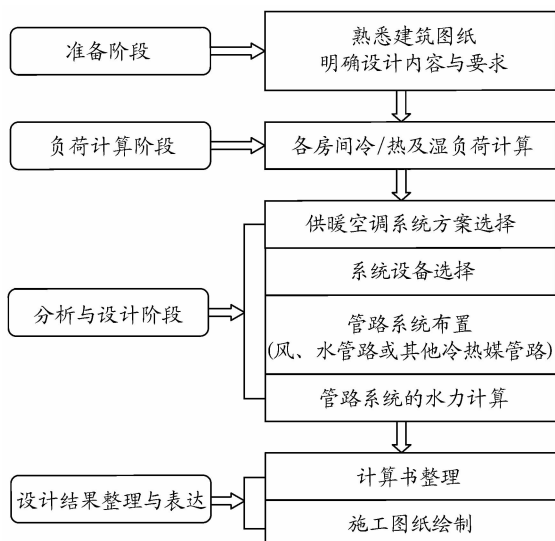 准备阶段
熟悉建筑图纸
明确设计内容与要求
负荷计算阶段
各房间冷/热及湿负荷计算
供暖空调系统方案选择
系统设备选择
分析与设计阶段
管路系统布置
(风、水管路或其他冷热媒管路)
管路系统的水力计算
设计结果整理与表达
计算书整理
施工图纸绘制